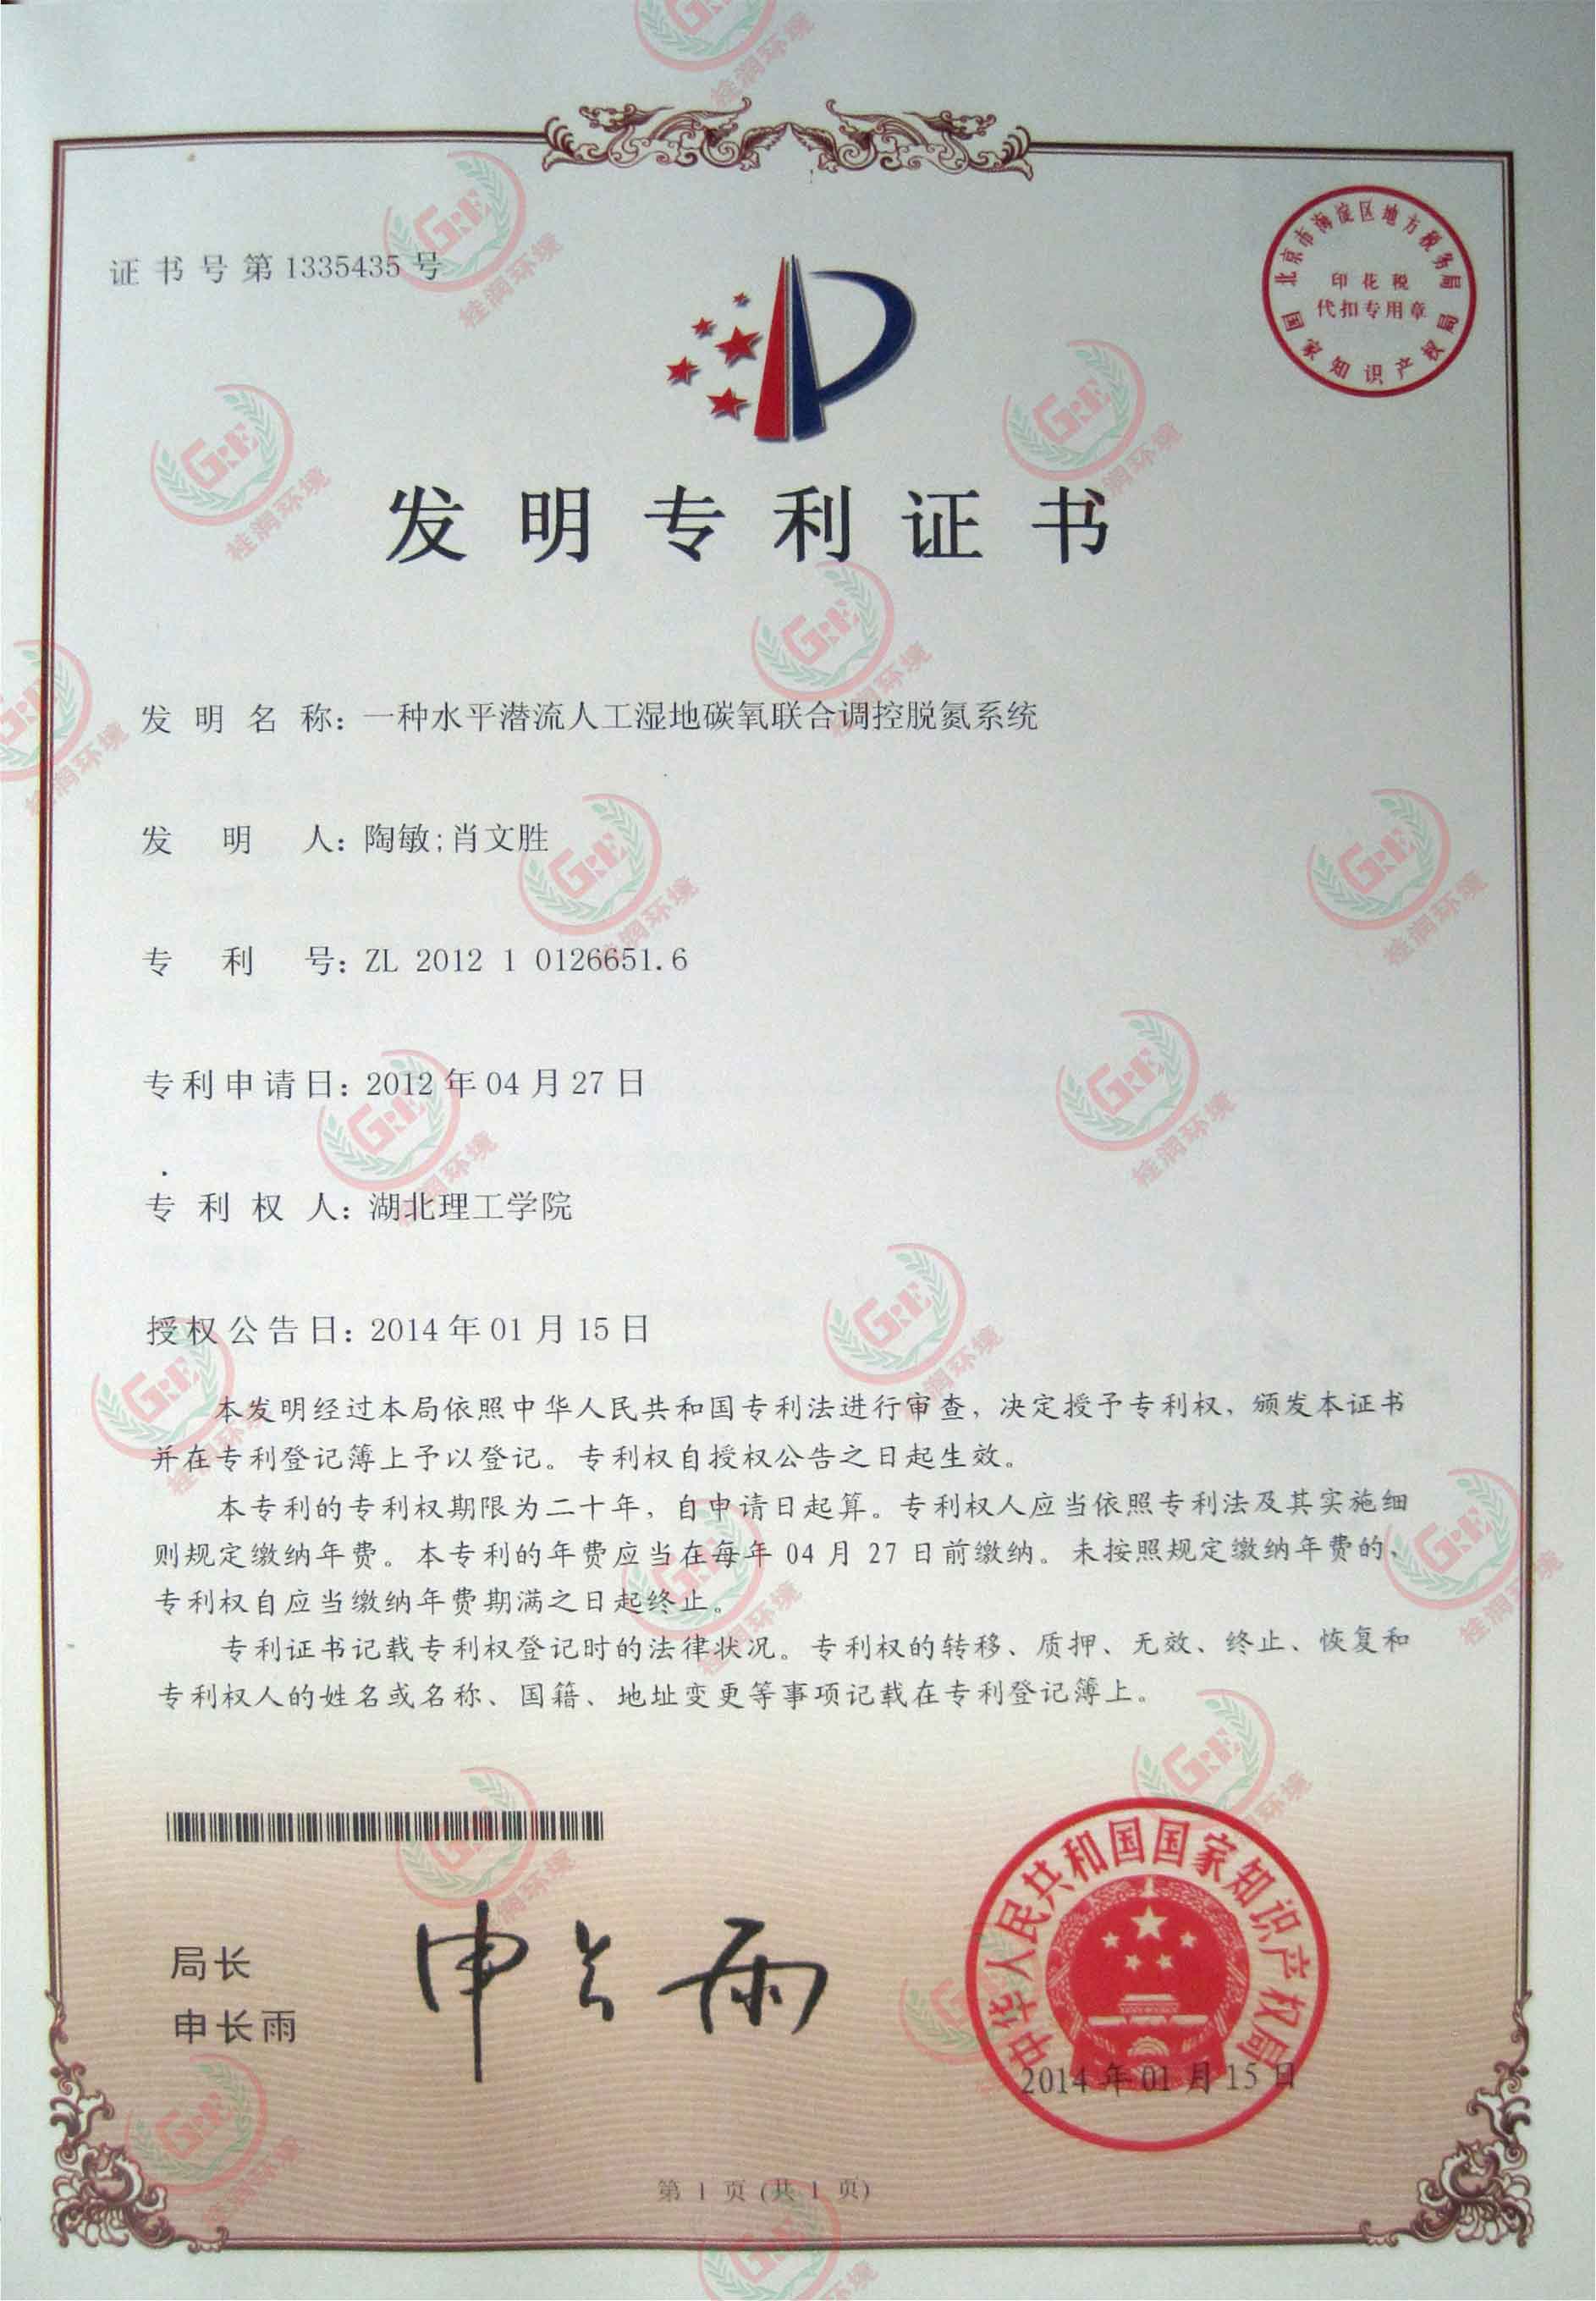 证书号第1335435号
北京市海淀区地方税务局
印花税
代扣专用章
国家知识产权局
发明专利证书
发明名称：一种水平潜流人工湿地碳氧联合调控脱氮系统
发明人：陶敏;肖文胜
专利号：ZL 2012 1 0126651.6
专利申请日：2012年04月27日
专利权人：湖北理工学院
授权公告日：2014年01月15日
本发明经过本局依照中华人民共和国专利法进行审查，决定授予专利权，颁发本证书
并在专利登记簿上予以登记。专利权自授权公告之日起生效。
本专利的专利权期限为二十年，自申请日起算。专利权人应当依照专利法及其实施细
则规定缴纳年费。本专利的年费应当在每年04月27日前缴纳。未按照规定缴纳年费的，
专利权自应当缴纳年费期满之日起终止。
专利证书记载专利权登记时的法律状况。专利权的转移、质押、无效、终止、恢复和
专利权人的姓名或名称、国籍、地址变更等事项记载在专利登记簿上。
局长
申长雨
申长雨
中华人民共和国国家知识产权局
2014年01月15日
第1页(共1页)
GRE
桂润环境